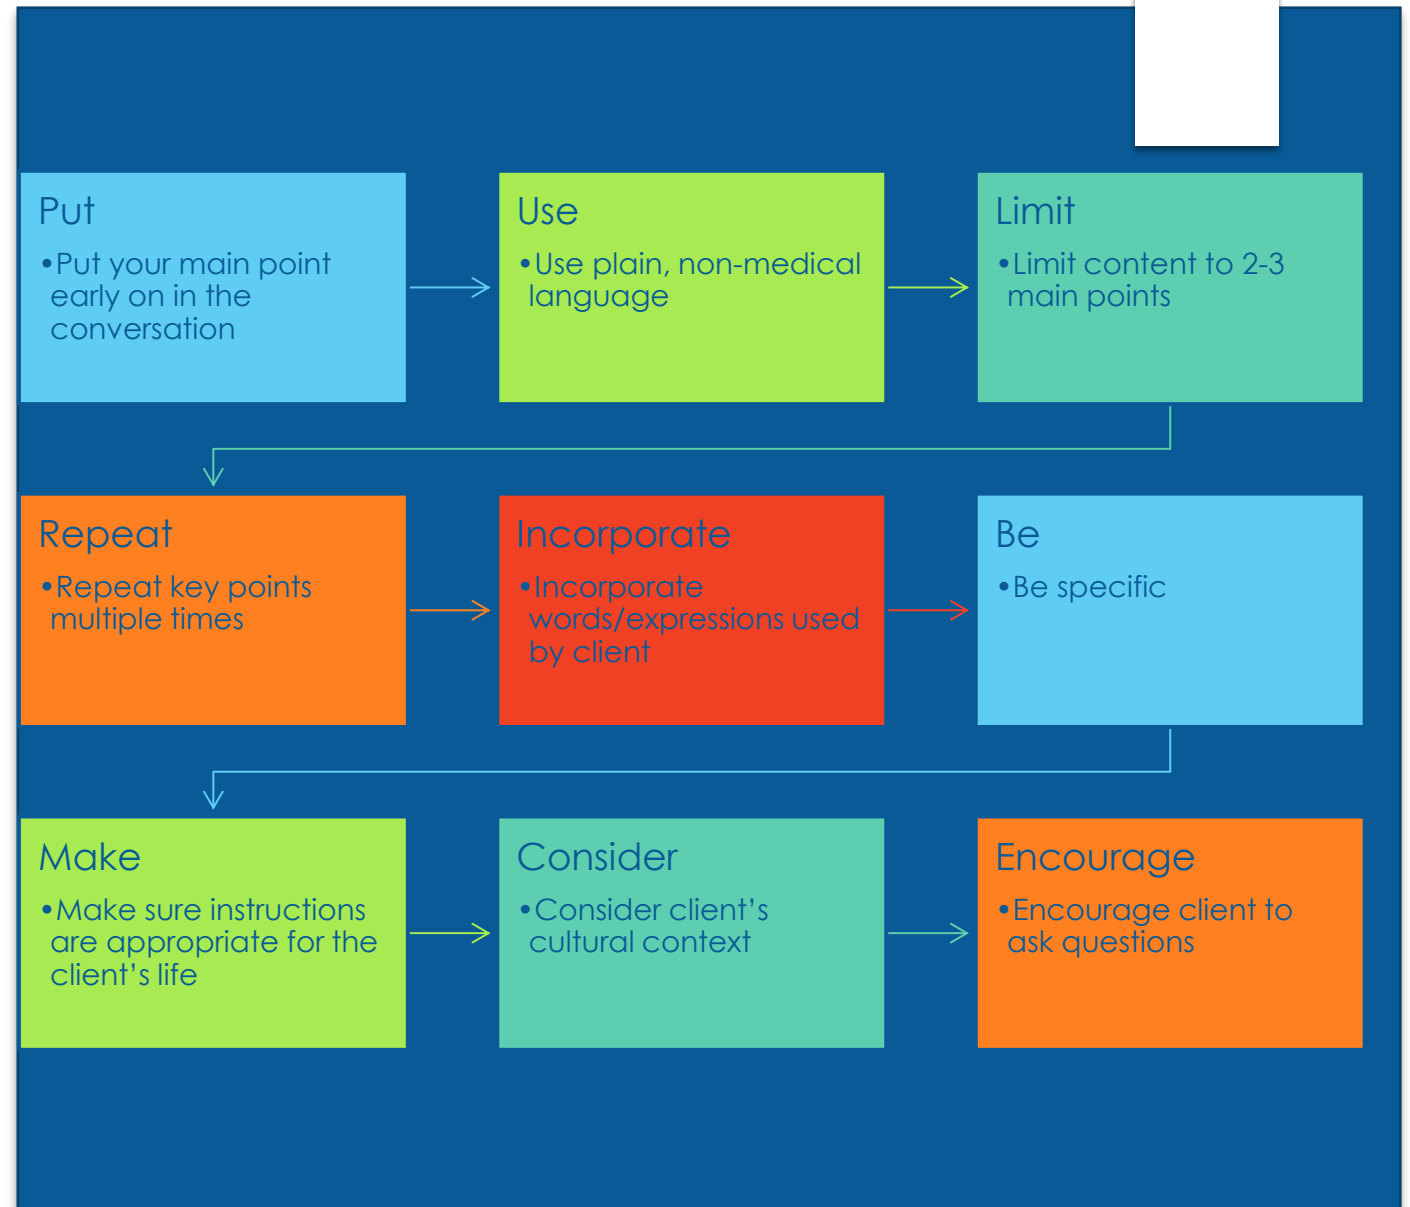 Put
•Put your main point
early on in the
conversation
Use
•Use plain, non-medical
language
Limit
•Limit content to 2-3
main points
Repeat
•Repeat key points
multiple times
Incorporate
•Incorporate
words/expressions used
by client
Be
•Be specific
Make
•Make sure instructions
are appropriate for the
client’s life
Consider
•Consider client’s
cultural context
Encourage
•Encourage client to
ask questions